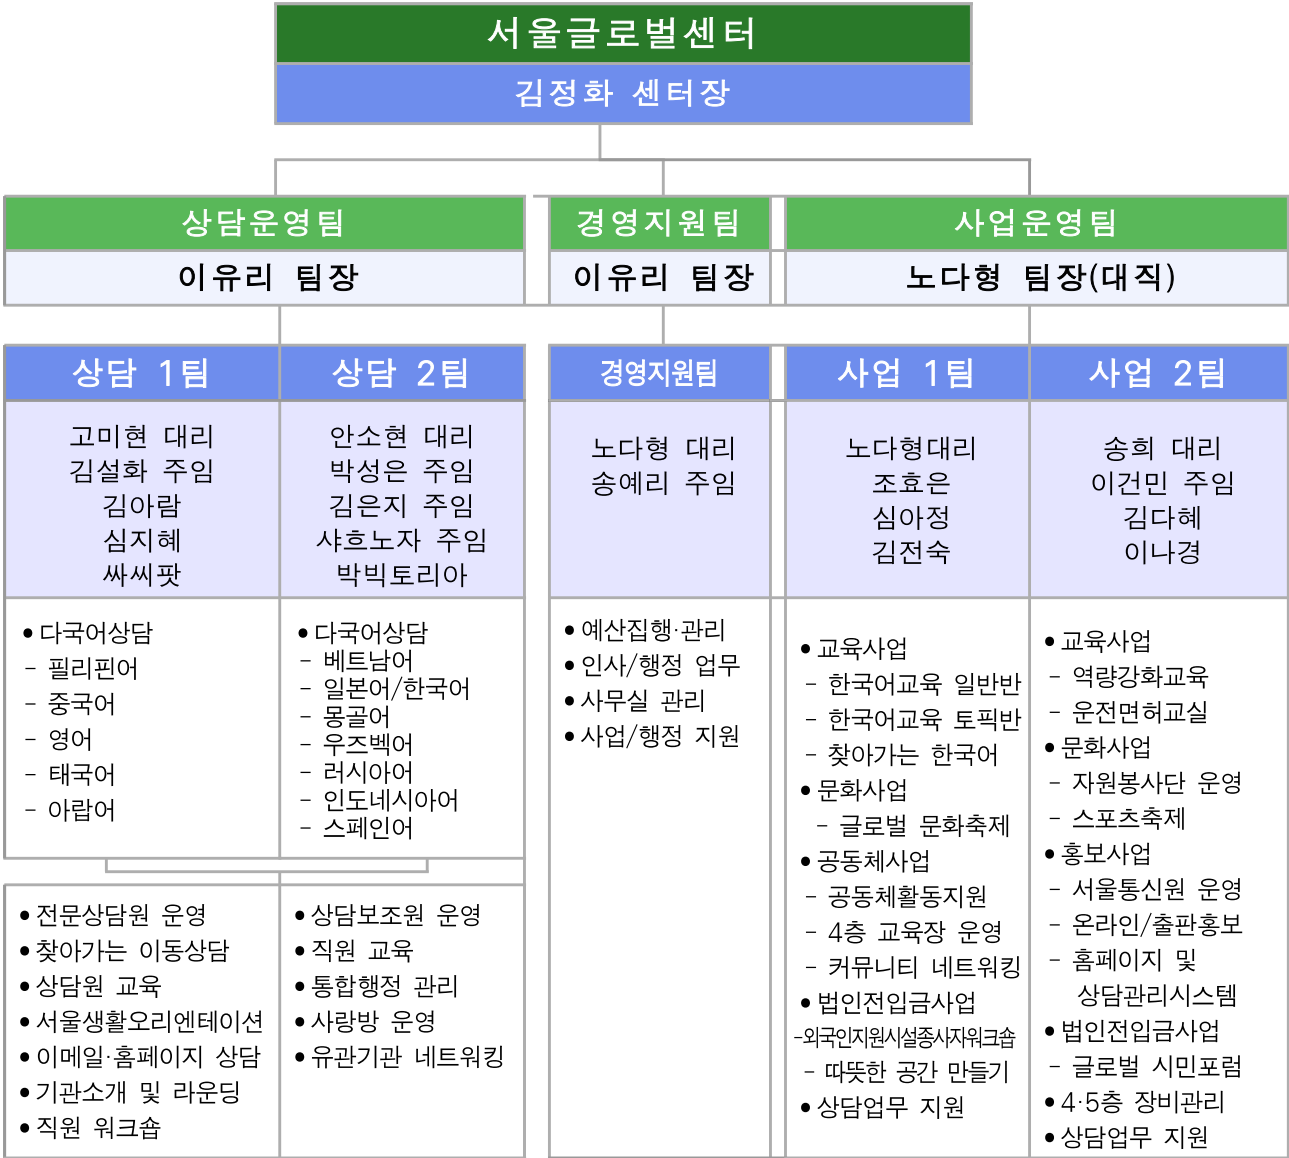 서울글로벌센터
김정화 센터장
상담운영팀
이유리 팀장
경영지원팀
이유리 팀장
사업운영팀
노다형 팀장(대직)
상담 1팀
고미현 대리
김설화 주임
김아람
심지혜
싸씨팟
• 다국어상담
- 필리핀어
- 중국어
- 영어
- 태국어
- 아랍어
상담 2팀
안소현 대리
박성은 주임
김은지 주임
샤흐노자 주임
박빅토리아
• 다국어상담
- 베트남어
- 일본어/한국어
- 몽골어
- 우즈벡어
- 러시아어
- 인도네시아어
- 스페인어
• 전문상담원 운영
• 찾아가는 이동상담
• 상담원 교육
• 서울생활오리엔테이션
• 이메일·홈페이지 상담
• 기관소개 및 라운딩
• 직원 워크숍
• 상담보조원 운영
• 직원 교육
• 통합행정 관리
• 사랑방 운영
• 유관기관 네트워킹
경영지원팀
노다형 대리
송예리 주임
• 예산집행·관리
• 인사/행정 업무
• 사무실 관리
• 사업/행정 지원
사업 1팀
노다형대리
조효은
심아정
김전숙
• 교육사업
- 한국어교육 일반반
- 한국어교육 토픽반
- 찾아가는 한국어
• 문화사업
- 글로벌 문화축제
• 공동체사업
- 공동체활동지원
- 4층 교육장 운영
- 커뮤니티 네트워킹
• 법인전입금사업
-외국인지원시설종사자워크숍
- 따뜻한 공간 만들기
• 상담업무 지원
사업 2팀
송희 대리
이건민 주임
김다혜
이나경
• 교육사업
- 역량강화교육
- 운전면허교실
• 문화사업
- 자원봉사단 운영
- 스포츠축제
• 홍보사업
- 서울통신원 운영
- 온라인/출판홍보
- 홈페이지 및
상담관리시스템
• 법인전입금사업
- 글로벌 시민포럼
• 4·5층 장비관리
• 상담업무 지원